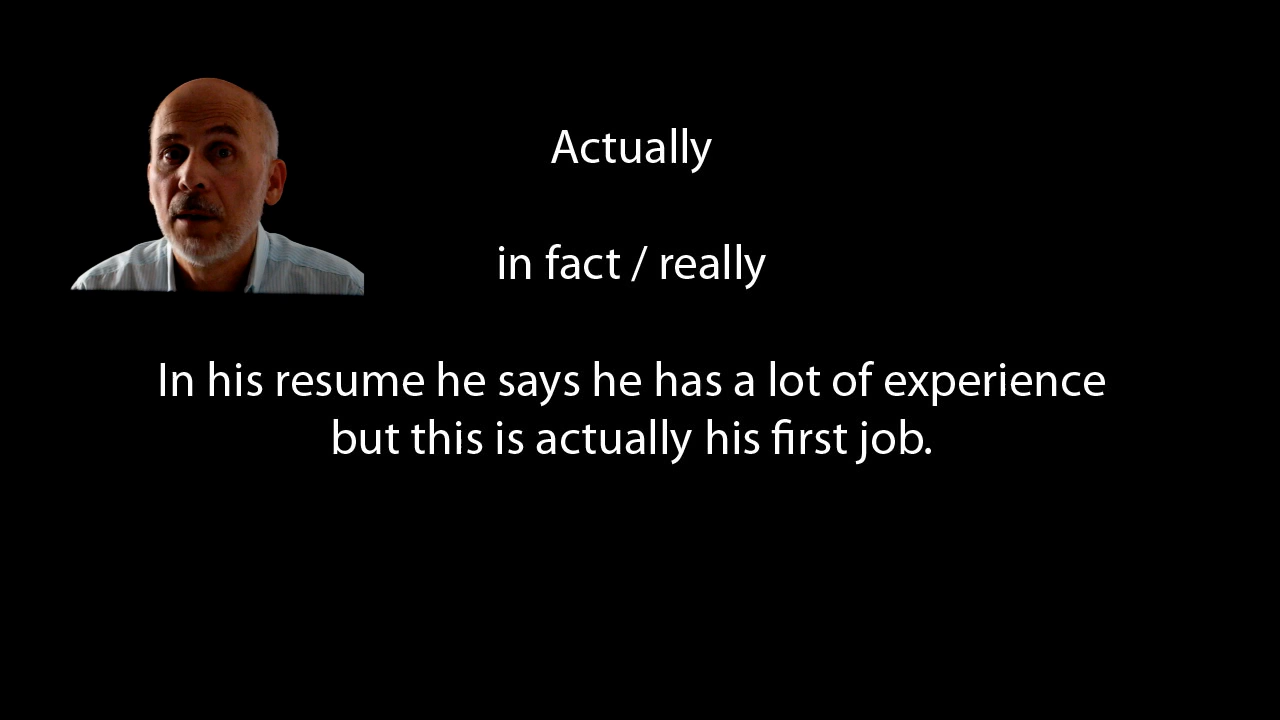 Actually
in fact / really
In his resume he says he has a lot of experience
but this is actually his first job.